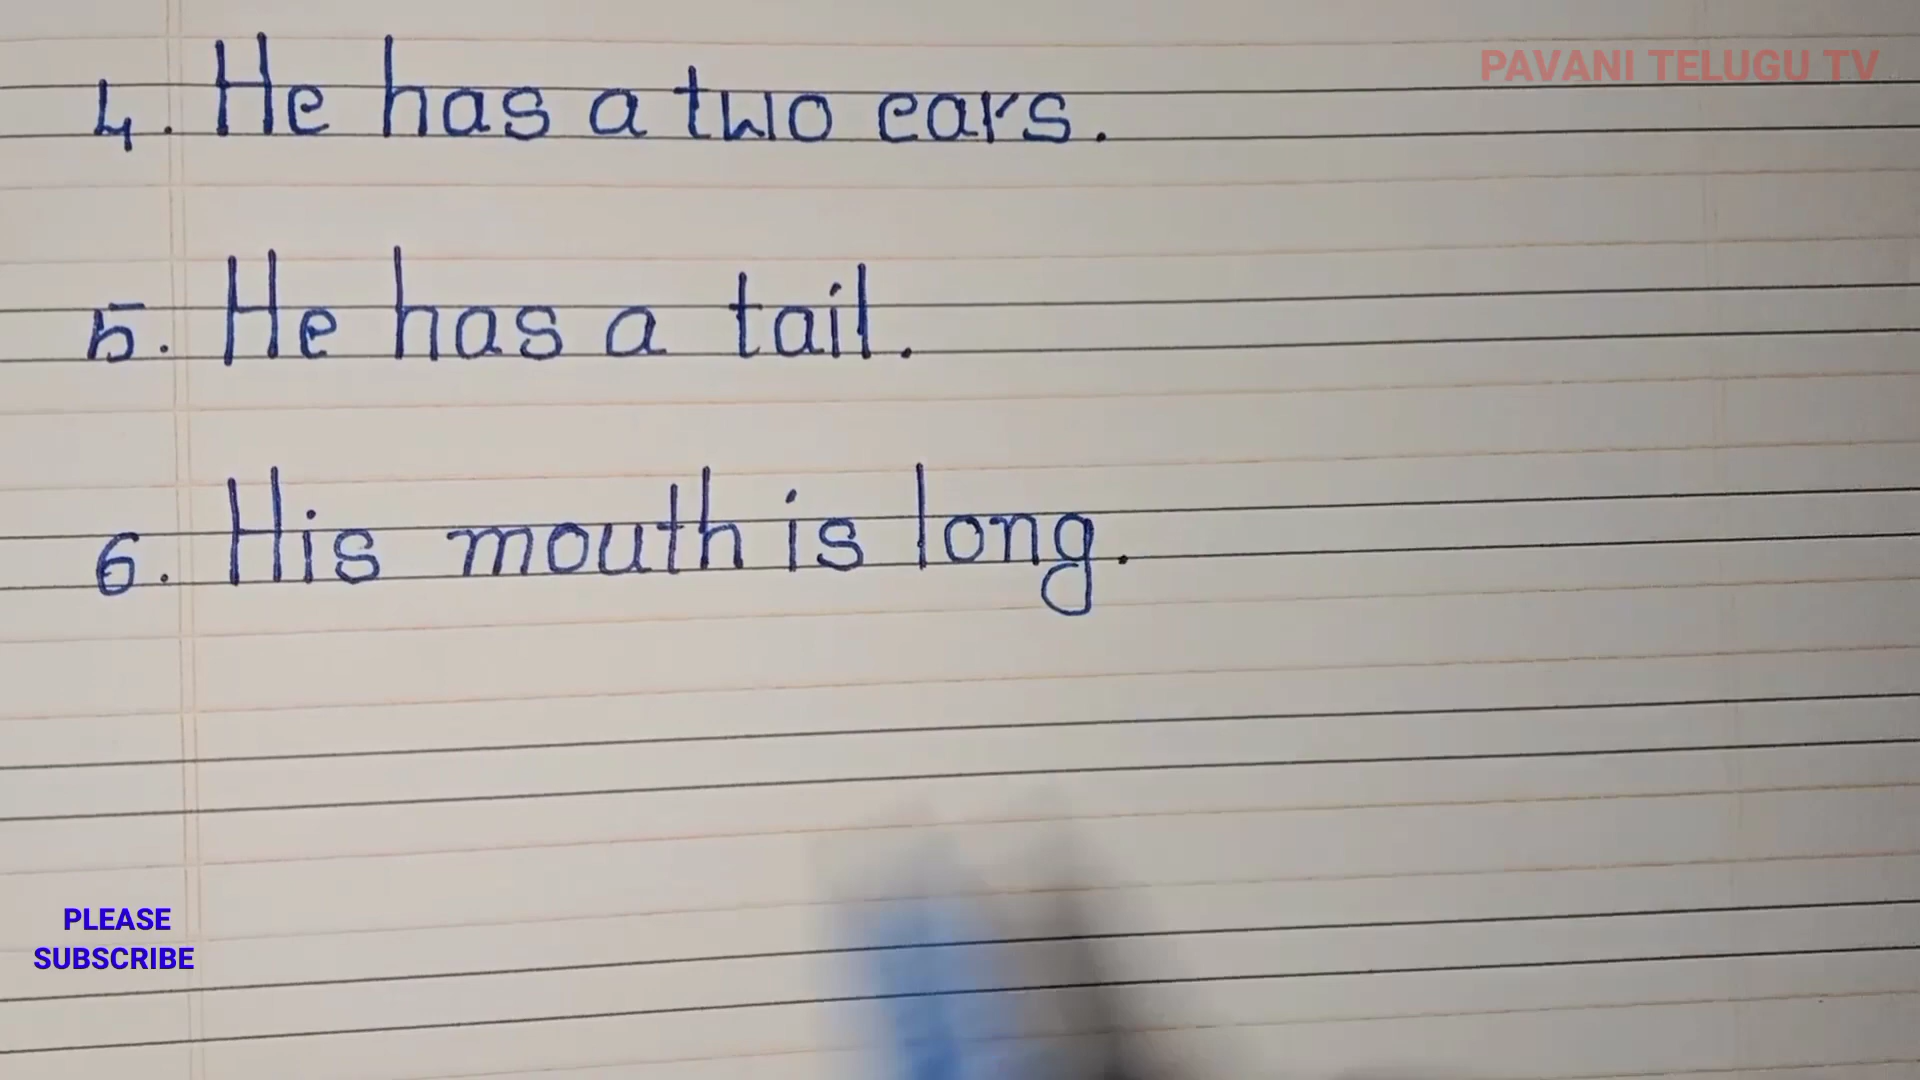 PAVANI TELUGU TV
4. He has a two ears.
5. He has a tail.
6. His mouth is long.
PLEASE
SUBSCRIBE